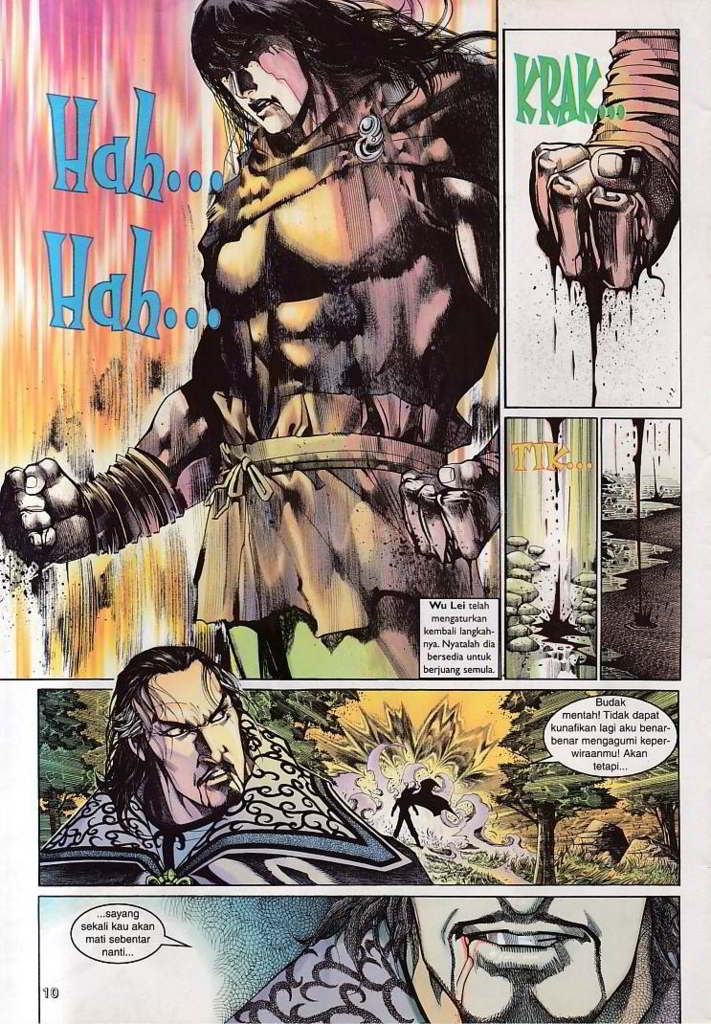 Hah...
Hah...
KRAK...
TIK...
Wu Lei telah
mengaturkan
kembali langkah-
nya. Nyatalah dia
bersedia untuk
berjuang semula.
Budak
mentah! Tidak dapat
kunafikan lagi aku benar-
benar mengagumi keper-
wiraanmu! Akan
tetapi...
...sayang
sekali kau akan
mati sebentar
nanti...
10